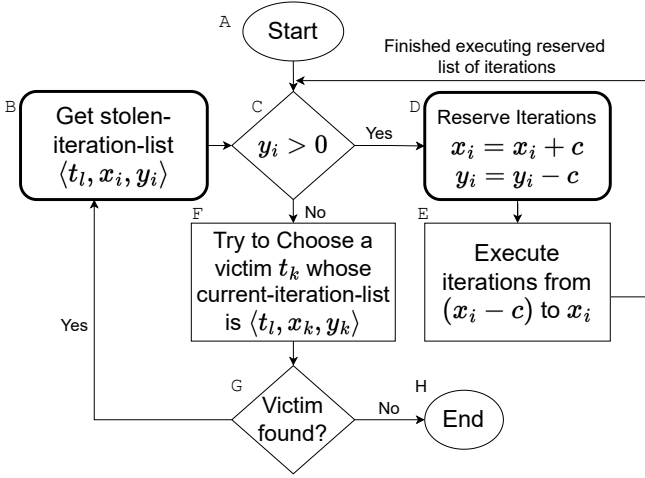 A
Start
Finished executing reserved
list of iterations
B
Get stolen-
iteration-list
⟨t_l, x_i, y_i⟩
C
y_i > 0
Yes
D
Reserve Iterations
x_i = x_i + c
y_i = y_i − c
No
F
Try to Choose a
victim t_k whose
current-iteration-list
is ⟨t_l, x_k, y_k⟩
E
Execute
iterations from
(x_i − c) to x_i
Yes
G
Victim
found?
No
H
End